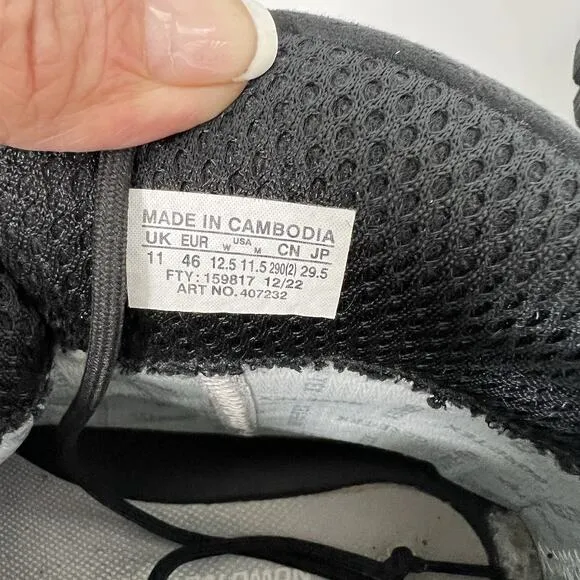 MADE IN CAMBODIA
UK EUR W USA M CN JP
11 46 12.5 11.5 290(2) 29.5
FTY: 159817 12/22
ART NO. 407232